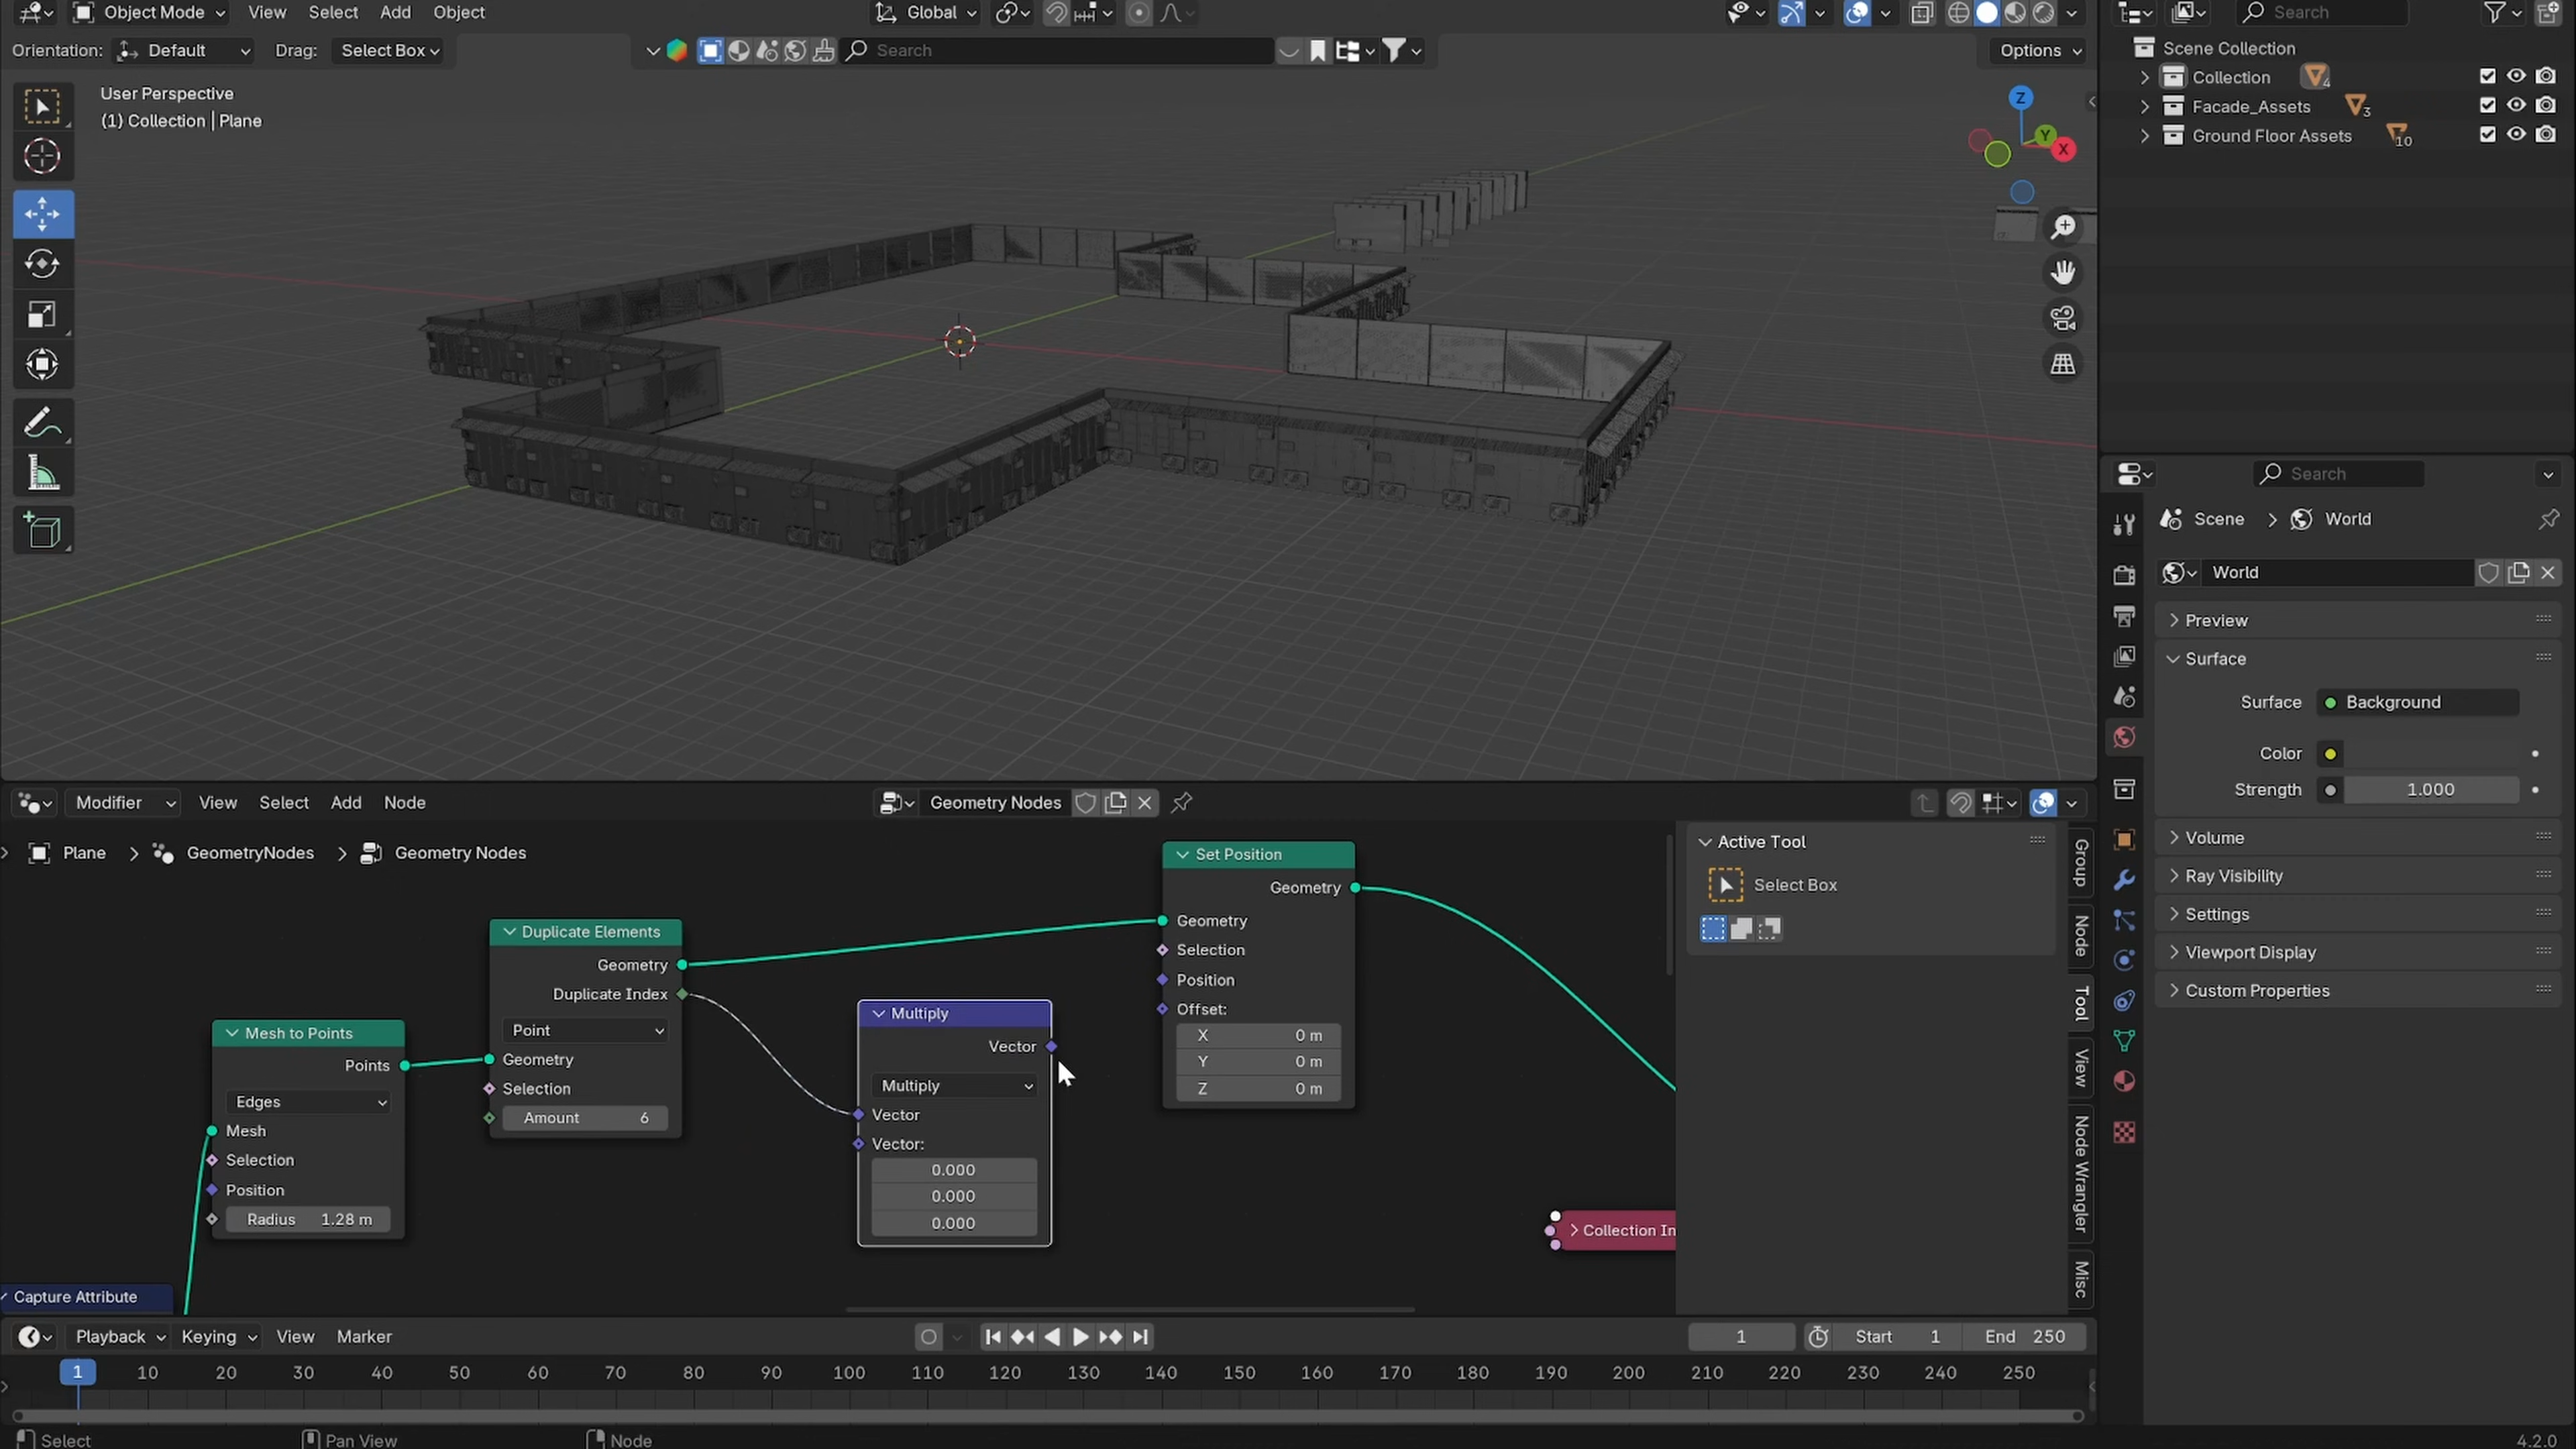 Object Mode View Select Add Object Global Search
Orientation: Default Drag: Select Box Search Options
User Perspective
(1) Collection | Plane
Z
Y
X
Scene Collection
Collection 4
Facade_Assets 3
Ground Floor Assets 10
Search
Scene World
World
Preview
Surface
Surface Background
Color
Strength 1.000
Volume
Ray Visibility
Settings
Viewport Display
Custom Properties
Modifier View Select Add Node Geometry Nodes
Plane GeometryNodes Geometry Nodes
Mesh to Points
Points
Edges
Mesh
Selection
Position
Radius 1.28 m
Capture Attribute
Duplicate Elements
Geometry
Duplicate Index
Point
Geometry
Selection
Amount 6
Multiply
Vector
Multiply
Vector
Vector:
0.000
0.000
0.000
Set Position
Geometry
Geometry
Selection
Position
Offset:
X 0 m
Y 0 m
Z 0 m
Collection In
Active Tool
Select Box
Group
Node
Tool
View
Node Wrangler
Misc
Playback Keying View Marker 1 Start 1 End 250
1 10 20 30 40 50 60 70 80 90 100 110 120 130 140 150 160 170 180 190 200 210 220 230 240 250
Select Pan View Node 4.2.0